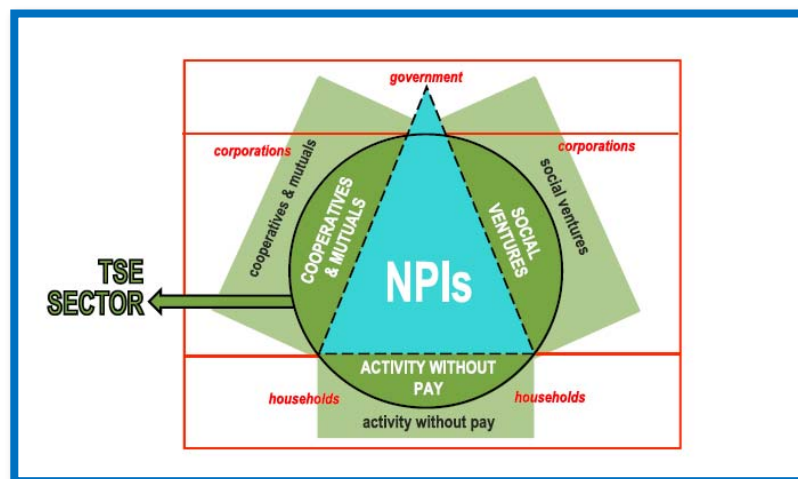 government
corporations
corporations
cooperatives & mutuals
COOPERATIVES
& MUTUALS
SOCIAL
VENTURES
social ventures
TSE
SECTOR
NPIs
ACTIVITY WITHOUT
PAY
households
households
activity without pay